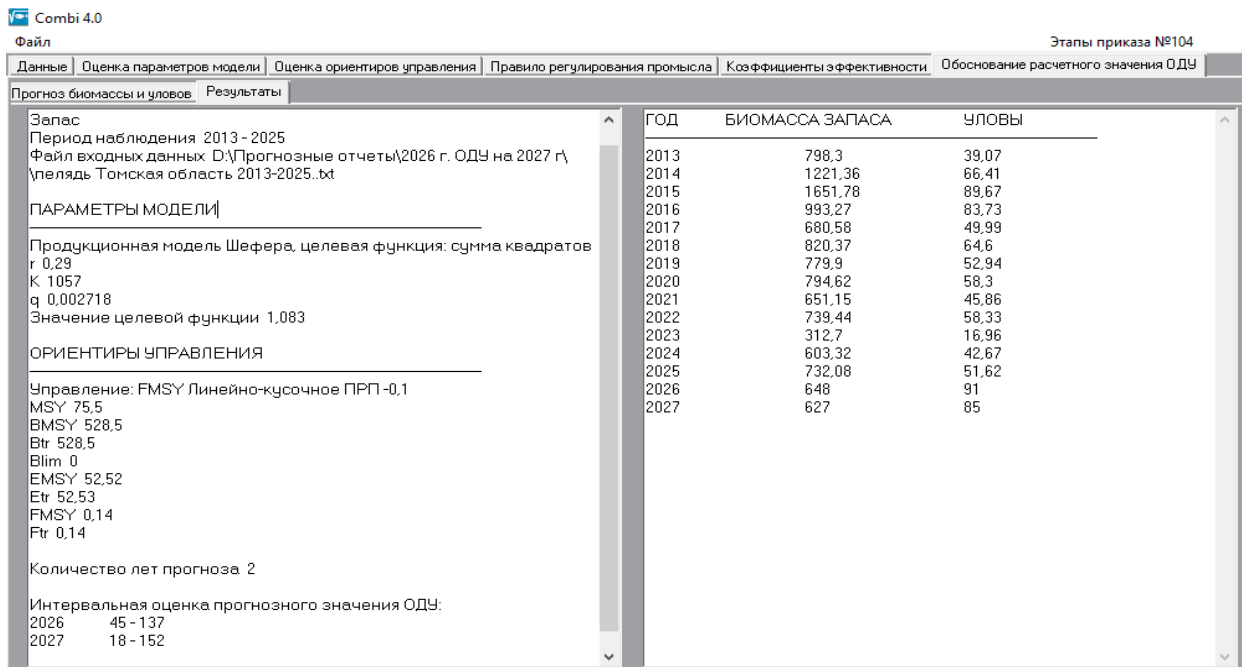 Combi 4.0
Файл
Этапы приказа №104
Данные
Оценка параметров модели
Оценка ориентиров управления
Правило регулирования промысла
Коэффициенты эффективности
Обоснование расчетного значения ОДУ
Прогноз биомассы и уловов
Результаты
Запас
Период наблюдения 2013 - 2025
Файл входных данных D:\Прогнозные отчеты\2026 г. ОДУ на 2027 г\
\пелядь Томская область 2013-2025..txt
ПАРАМЕТРЫ МОДЕЛИ
Продукционная модель Шефера, целевая функция: сумма квадратов
r 0,29
K 1057
q 0,002718
Значение целевой функции 1,083
ОРИЕНТИРЫ УПРАВЛЕНИЯ
Управление: FMSY Линейно-кусочное ПРП -0,1
MSY 75,5
BMSY 528,5
Btr 528,5
Blim 0
EMSY 52,52
Etr 52,53
FMSY 0,14
Ftr 0,14
Количество лет прогноза 2
Интервальная оценка прогнозного значения ОДУ:
2026 45 - 137
2027 18 - 152
ГОД БИОМАССА ЗАПАСА УЛОВЫ
2013 798,3 39,07
2014 1221,36 66,41
2015 1651,78 89,67
2016 993,27 83,73
2017 680,58 49,99
2018 820,37 64,6
2019 779,9 52,94
2020 794,62 58,3
2021 651,15 45,86
2022 739,44 58,33
2023 312,7 16,96
2024 603,32 42,67
2025 732,08 51,62
2026 648 91
2027 627 85